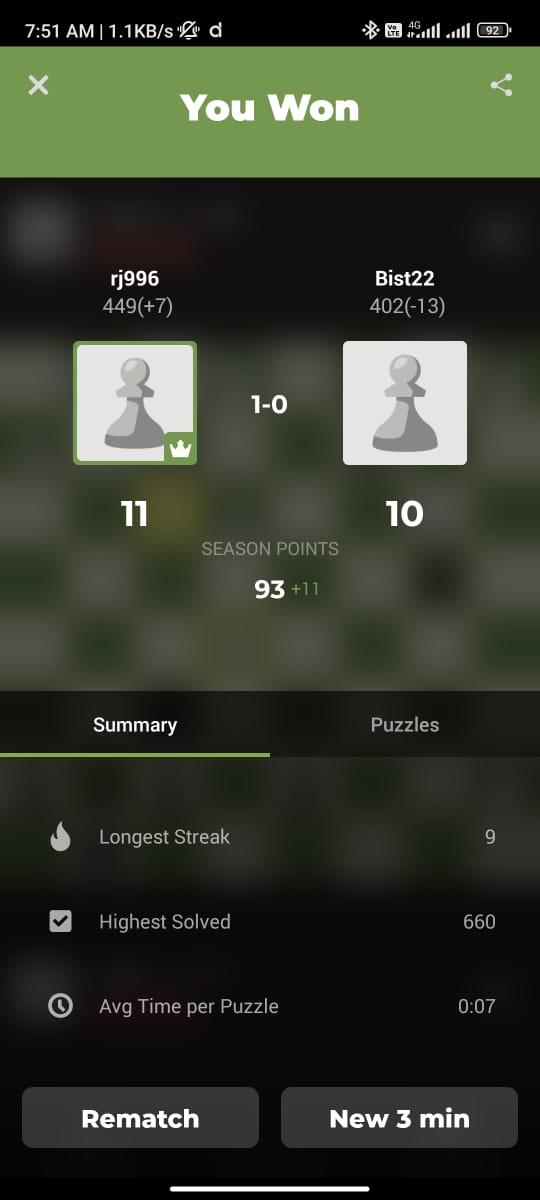 7:51 AM | 1.1KB/s d Vo LTE 4G 92
You Won
rj996 Bist22
449(+7) 402(-13)
1-0
11 10
SEASON POINTS
93 +11
Summary Puzzles
Longest Streak 9
Highest Solved 660
Avg Time per Puzzle 0:07
Rematch New 3 min